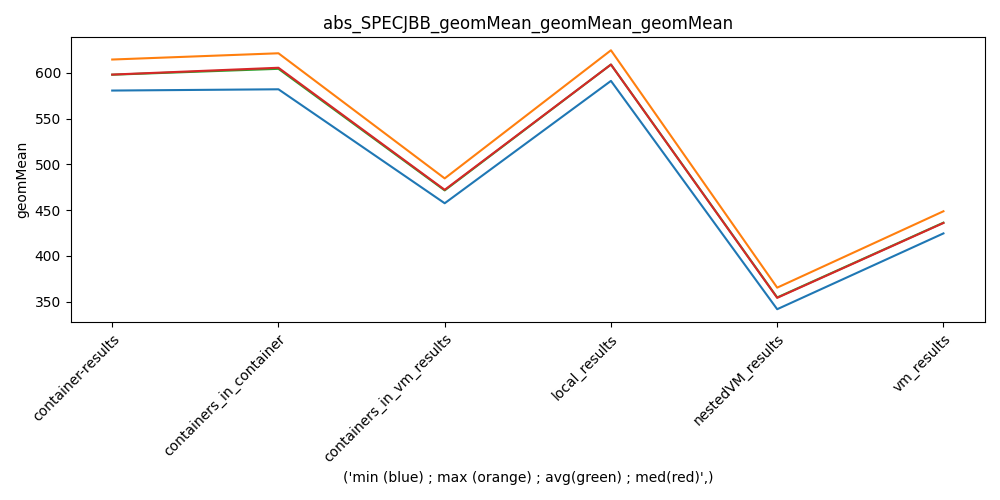 abs_SPECJBB_geomMean_geomMean_geomMean
geomMean
600
550
500
450
400
350
container-results
containers_in_container
containers_in_vm_results
local_results
nestedVM_results
vm_results
('min (blue) ; max (orange) ; avg(green) ; med(red)',)